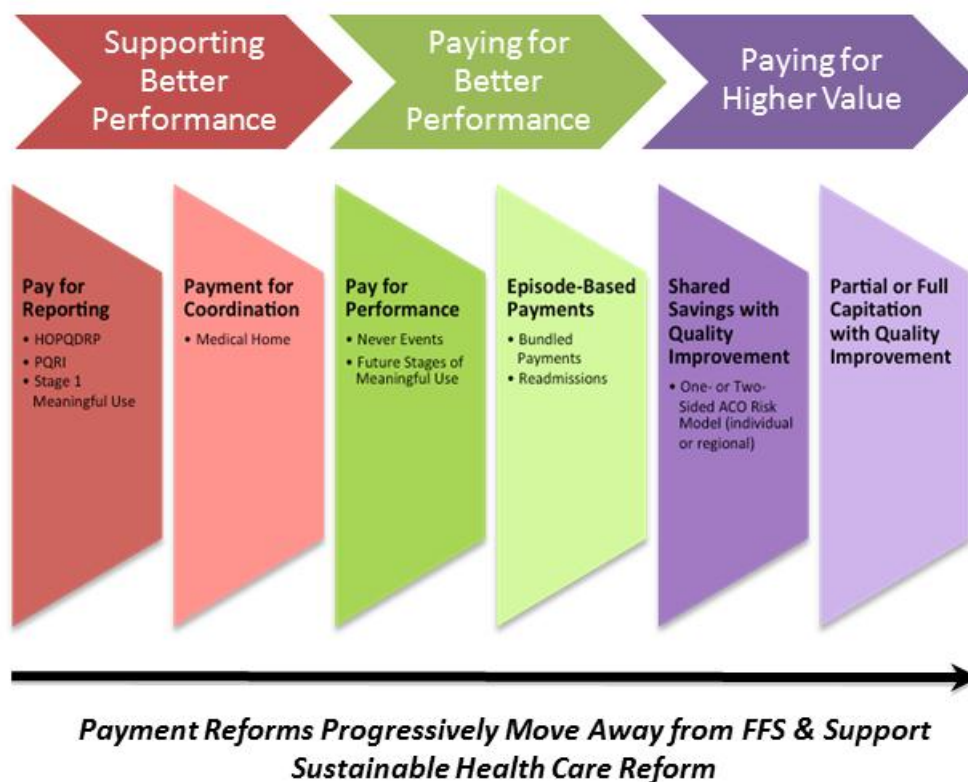 Supporting
Better
Performance
Paying for
Better
Performance
Paying for
Higher Value
Pay for
Reporting
• HOPQDRP
• PQRI
• Stage 1
Meaningful Use
Payment for
Coordination
• Medical Home
Pay for
Performance
• Never Events
• Future Stages of
Meaningful Use
Episode-Based
Payments
• Bundled
Payments
• Readmissions
Shared
Savings with
Quality
Improvement
• One- or Two-
Sided ACO Risk
Model (individual
or regional)
Partial or Full
Capitation
with Quality
Improvement
Payment Reforms Progressively Move Away from FFS & Support
Sustainable Health Care Reform